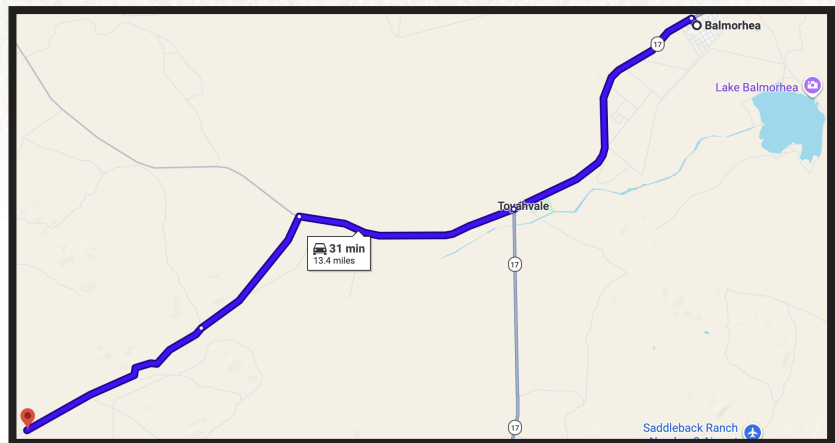 Balmorhea
17
Lake Balmorhea
Toyahvale
31 min
13.4 miles
17
17
Saddleback Ranch